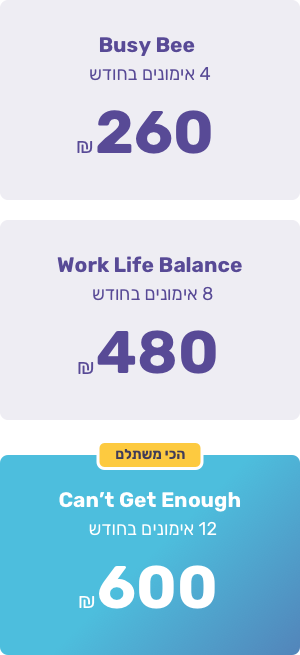 Busy Bee
4 אימונים בחודש
260 ₪
Work Life Balance
8 אימונים בחודש
480 ₪
הכי משתלם
Can't Get Enough
12 אימונים בחודש
600 ₪